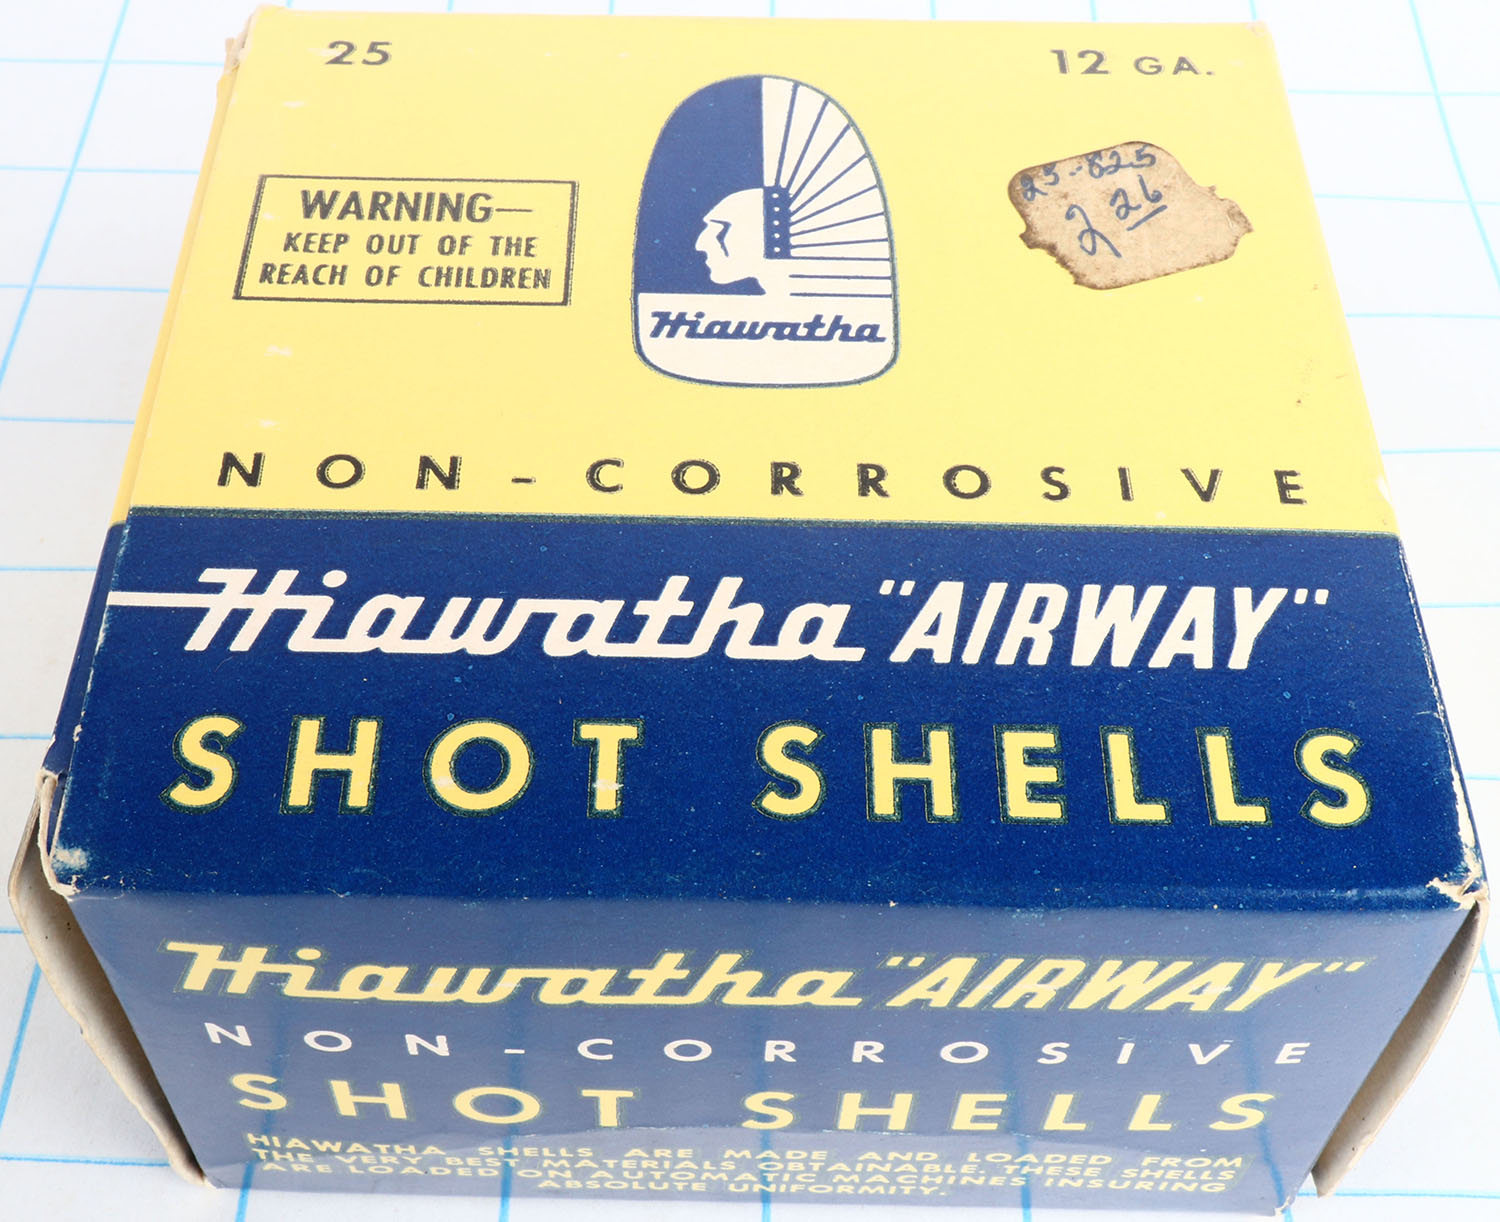 25
12 GA.
WARNING—
KEEP OUT OF THE
REACH OF CHILDREN
Hiawatha
25-825
2 26
NON-CORROSIVE
Hiawatha "AIRWAY"
SHOT SHELLS
Hiawatha "AIRWAY"
NON-CORROSIVE
SHOT SHELLS
HIAWATHA SHELLS ARE MADE AND LOADED FROM
THE VERY BEST MATERIALS OBTAINABLE. THESE SHELLS
ARE LOADED ON AUTOMATIC MACHINES INSURING
ABSOLUTE UNIFORMITY.